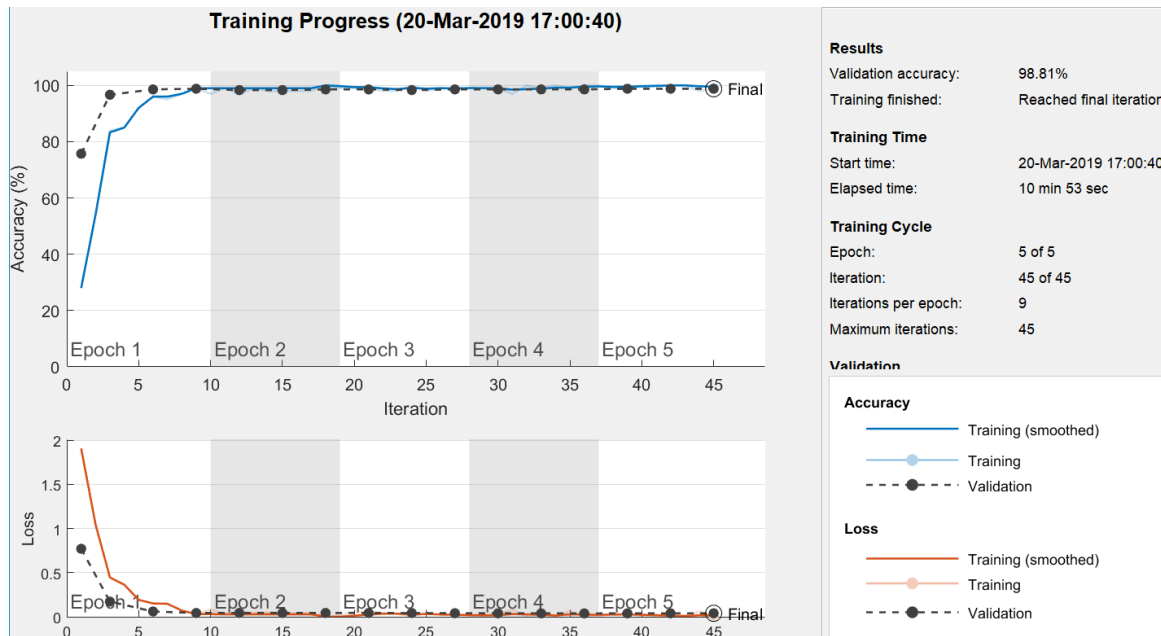 Training Progress (20-Mar-2019 17:00:40)
Accuracy (%)
100
80
60
40
20
0
Final
Epoch 1
Epoch 2
Epoch 3
Epoch 4
Epoch 5
0 5 10 15 20 25 30 35 40 45
Iteration
Loss
2
1.5
1
0.5
0
Final
Epoch 1
Epoch 2
Epoch 3
Epoch 4
Epoch 5
0 5 10 15 20 25 30 35 40 45
Results
Validation accuracy: 98.81%
Training finished: Reached final iteration
Training Time
Start time: 20-Mar-2019 17:00:40
Elapsed time: 10 min 53 sec
Training Cycle
Epoch: 5 of 5
Iteration: 45 of 45
Iterations per epoch: 9
Maximum iterations: 45
Validation
Accuracy
Training (smoothed)
Training
Validation
Loss
Training (smoothed)
Training
Validation